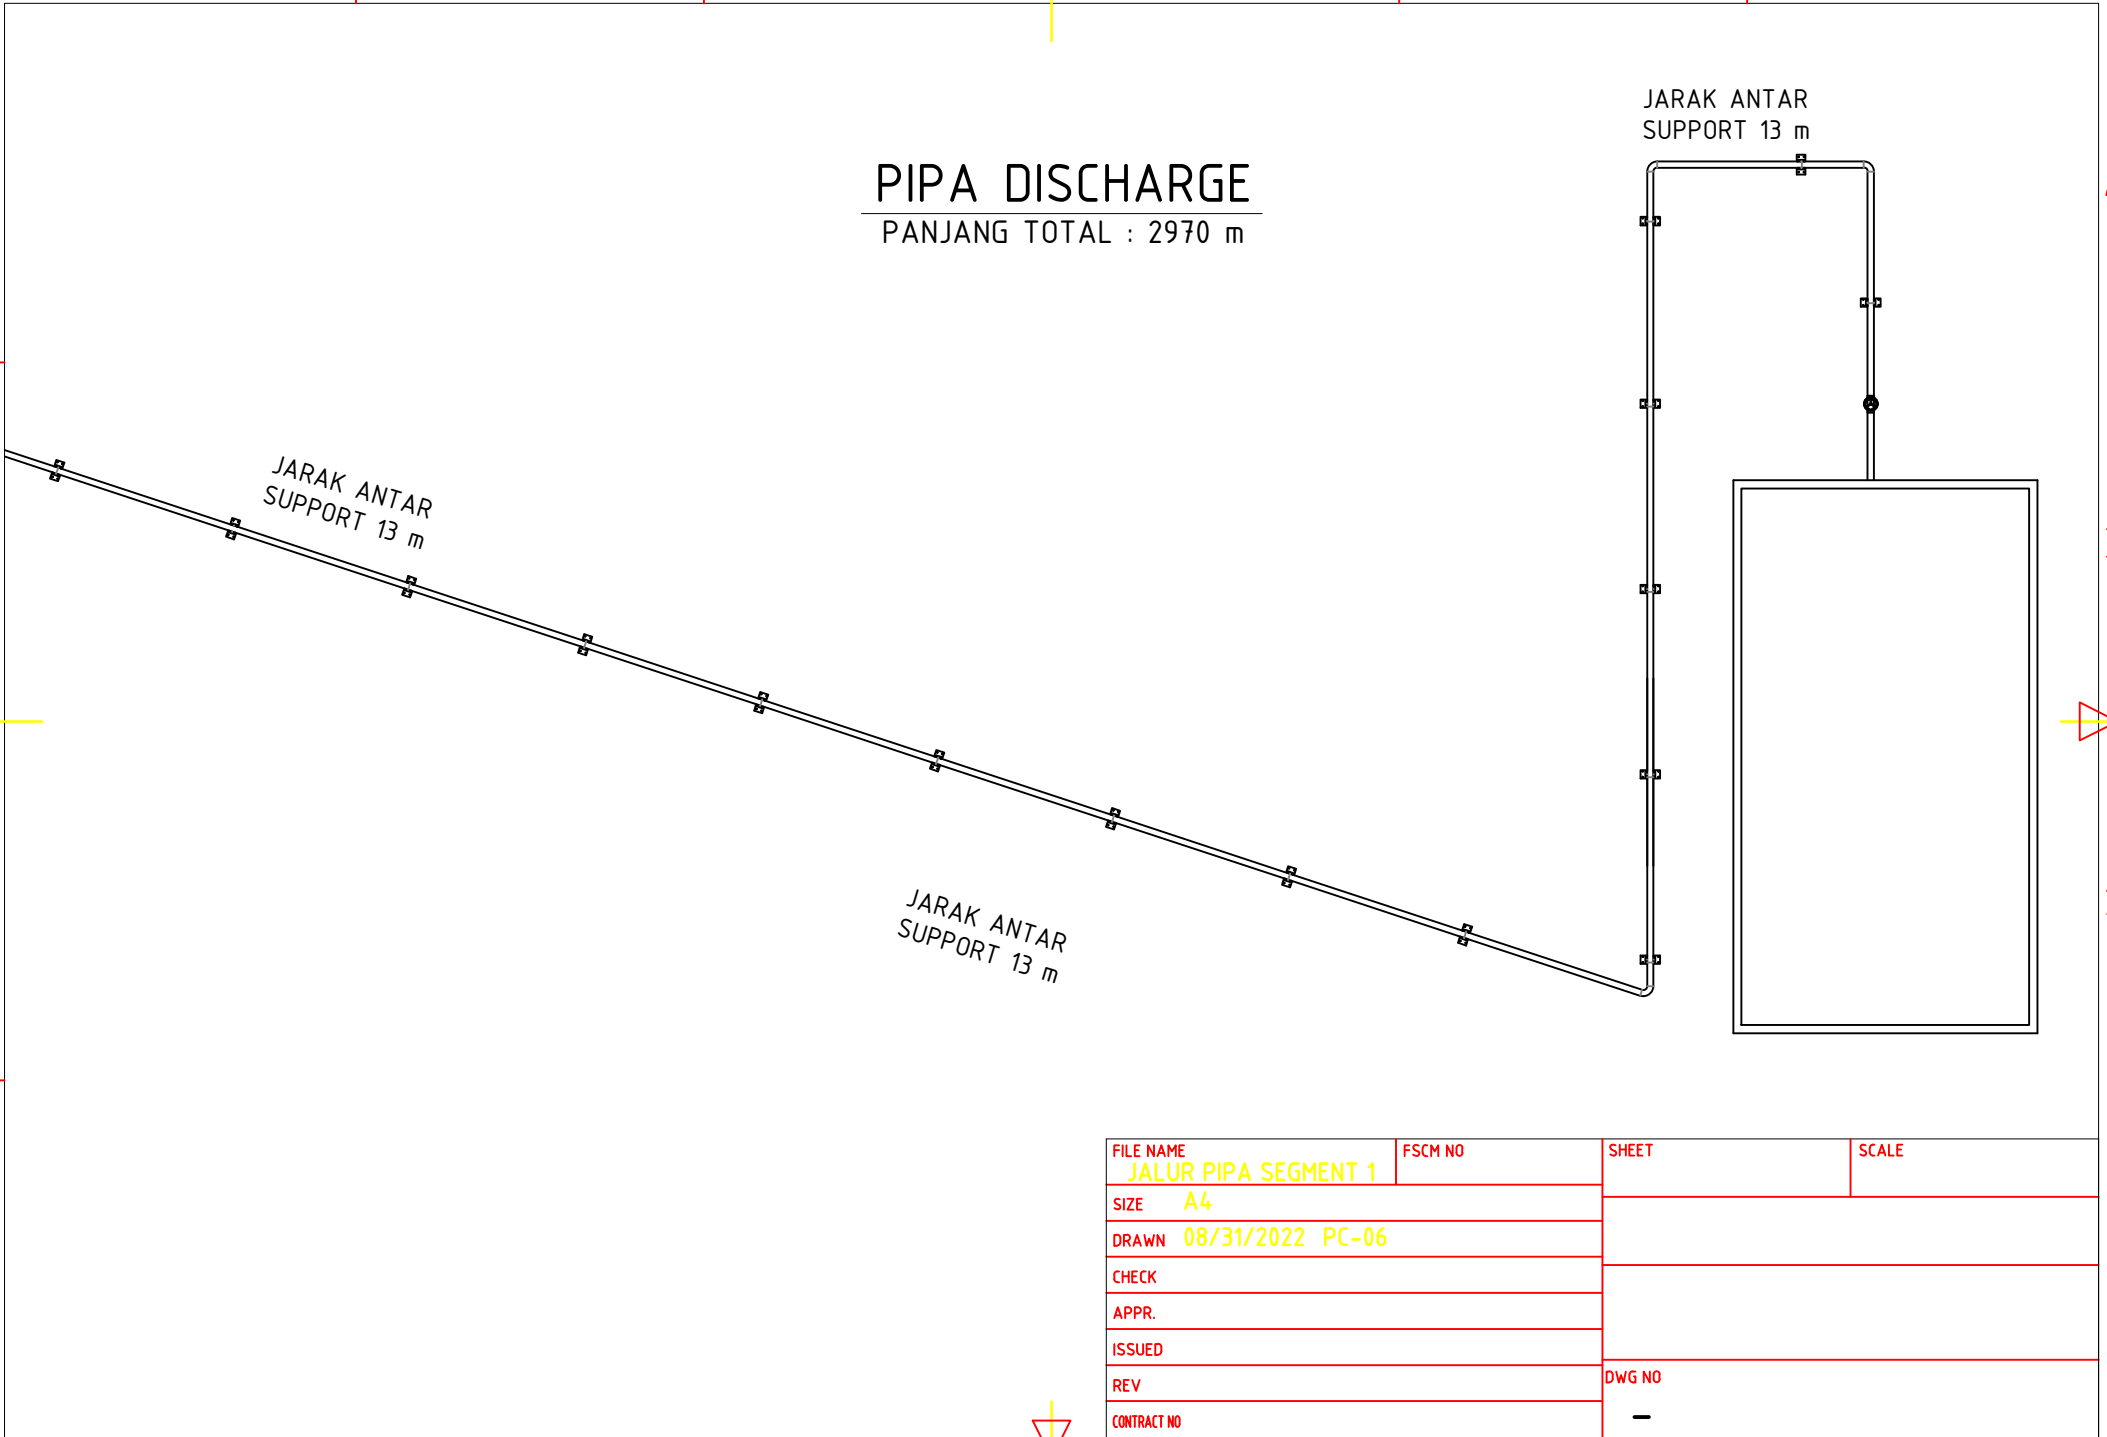 JARAK ANTAR
SUPPORT 13 m
PIPA DISCHARGE
PANJANG TOTAL : 2970 m
JARAK ANTAR
SUPPORT 13 m
JARAK ANTAR
SUPPORT 13 m
FILE NAME
JALUR PIPA SEGMENT 1
FSCM NO
SHEET
SCALE
SIZE A4
DRAWN 08/31/2022 PC-06
CHECK
APPR.
ISSUED
REV
DWG NO
CONTRACT NO
–